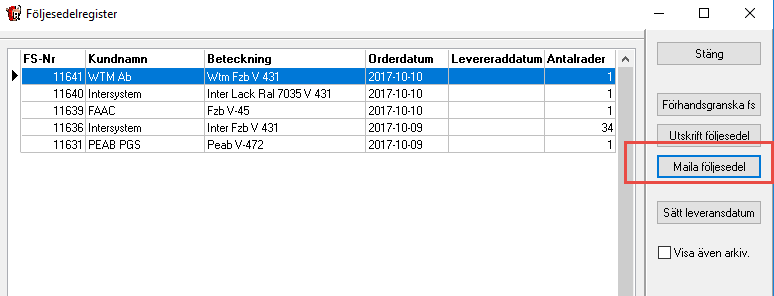 Följesedelregister
FS-Nr Kundnamn Beteckning Orderdatum Levereraddatum Antalrader
11641 WTM Ab Wtm Fzb V 431 2017-10-10 1
11640 Intersystem Inter Lack Ral 7035 V 431 2017-10-10 1
11639 FAAC Fzb V-45 2017-10-10 1
11636 Intersystem Inter Fzb V 431 2017-10-09 34
11631 PEAB PGS Peab V-472 2017-10-09 1
Stäng
Förhandsgranska fs
Utskrift följesedel
Maila följesedel
Sätt leveransdatum
Visa även arkiv.